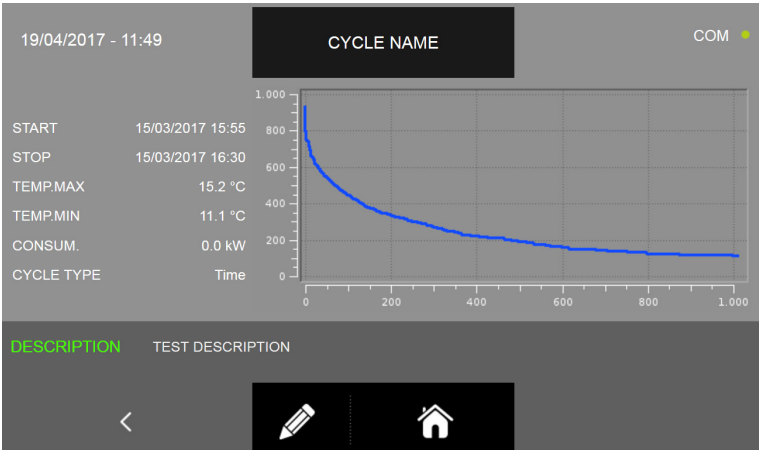 19/04/2017 - 11:49
CYCLE NAME
COM
START 15/03/2017 15:55
STOP 15/03/2017 16:30
TEMP.MAX 15.2 °C
TEMP.MIN 11.1 °C
CONSUM. 0.0 kW
CYCLE TYPE Time
1.000
800
600
400
200
0
0 200 400 600 800 1.000
DESCRIPTION TEST DESCRIPTION